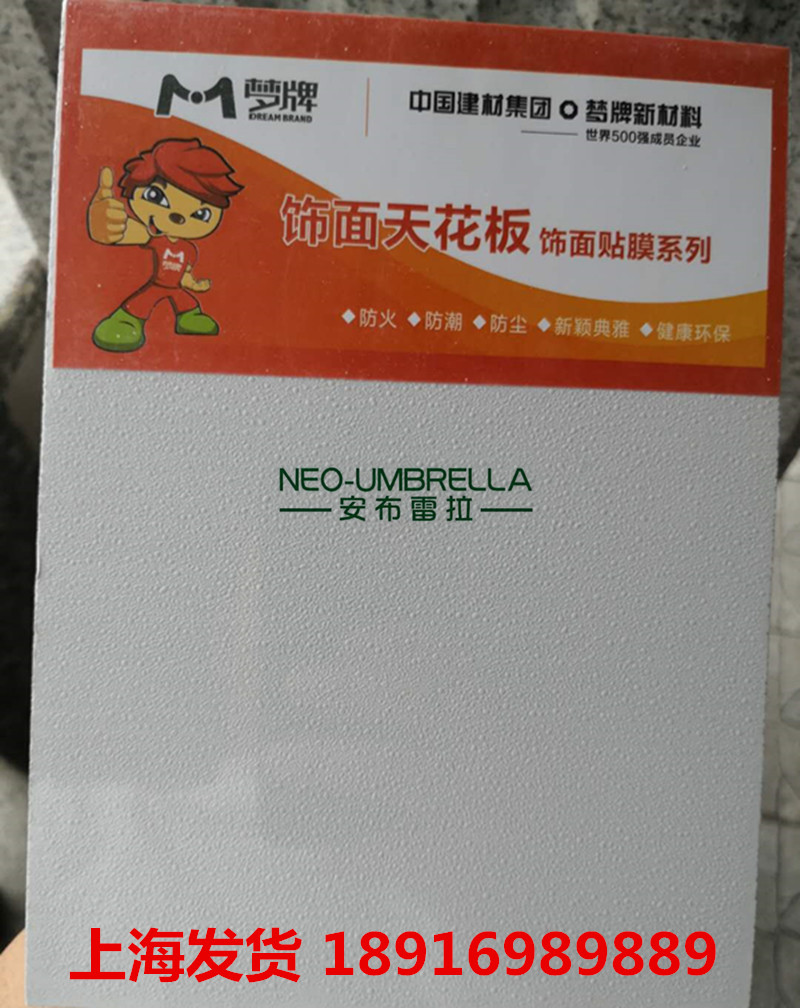 梦牌
DREAM BRAND
中国建材集团 梦牌新材料
世界500强成员企业
饰面天花板 饰面贴膜系列
◆防火 ◆防潮 ◆防尘 ◆新颖典雅 ◆健康环保
NEO-UMBRELLA
安布雷拉
上海发货 18916989889